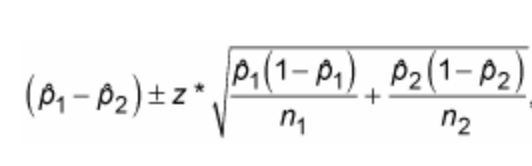 (p̂₁ − p̂₂) ± z * √(p̂₁(1 − p̂₁)/n₁ + p̂₂(1 − p̂₂)/n₂),